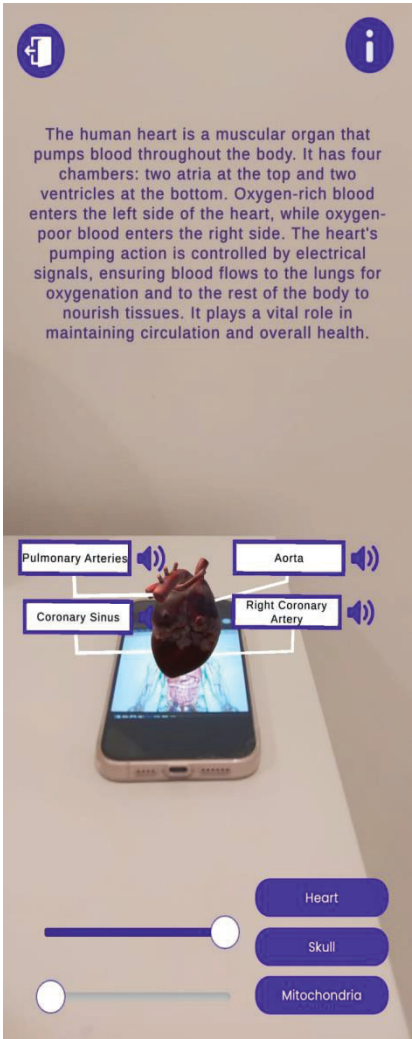 The human heart is a muscular organ that
pumps blood throughout the body. It has four
chambers: two atria at the top and two
ventricles at the bottom. Oxygen-rich blood
enters the left side of the heart, while oxygen-
poor blood enters the right side. The heart's
pumping action is controlled by electrical
signals, ensuring blood flows to the lungs for
oxygenation and to the rest of the body to
nourish tissues. It plays a vital role in
maintaining circulation and overall health.
Pulmonary Arteries
Aorta
Coronary Sinus
Right Coronary
Artery
Heart
Skull
Mitochondria